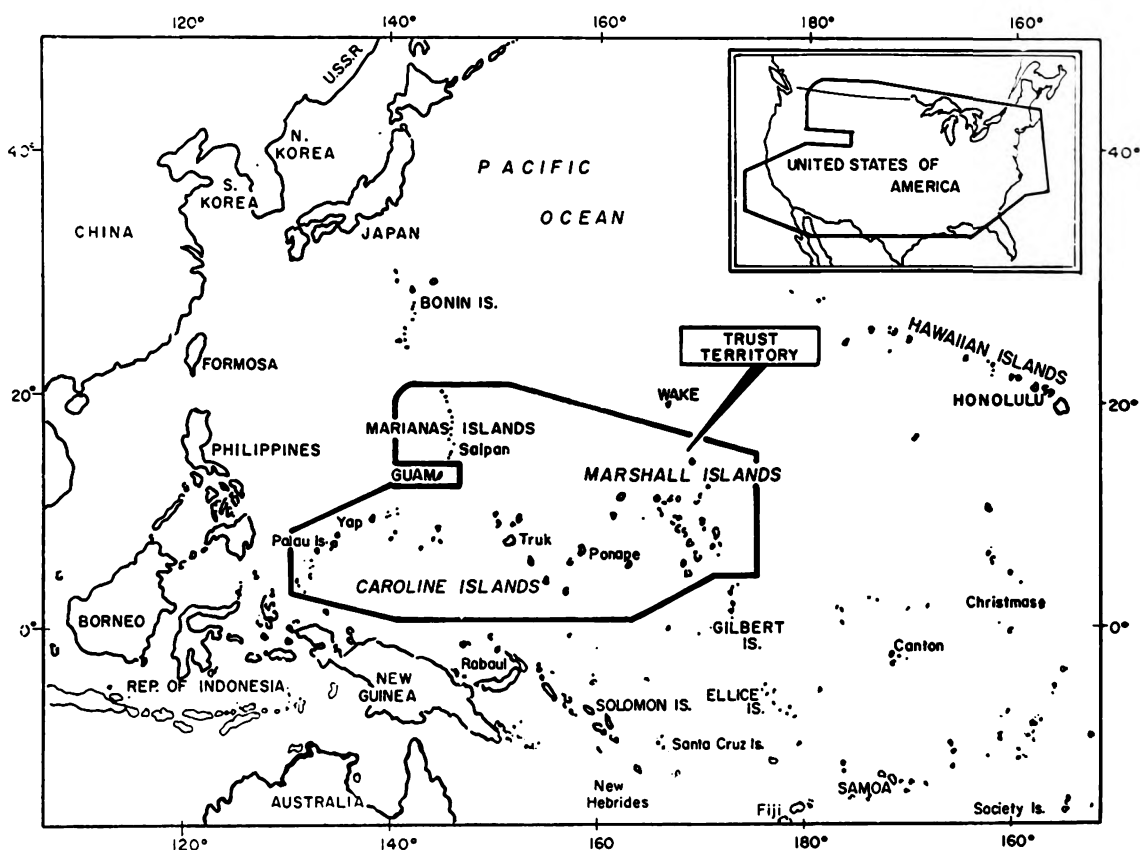 120°
140°
160°
180°
160°
U.S.S.R
N.
KOREA
40°
S.
KOREA
CHINA
JAPAN
PACIFIC
OCEAN
UNITED STATES OF
AMERICA
40°
BONIN IS.
FORMOSA
TRUST
TERRITORY
HAWAIIAN ISLANDS
HONOLULU
20°
WAKE
20°
MARIANAS ISLANDS
Saipan
PHILIPPINES
GUAM
MARSHALL ISLANDS
Yap
Palau Is.
Truk
Ponape
CAROLINE ISLANDS
Christmas
BORNEO
0°
GILBERT
IS.
0°
Canton
Rabaul
REP. OF INDONESIA
NEW
GUINEA
SOLOMON IS.
ELLICE
IS.
Santa Cruz Is.
New
Hebrides
SAMOA
AUSTRALIA
Fiji
Society Is.
120°
140°
160
180°
160°